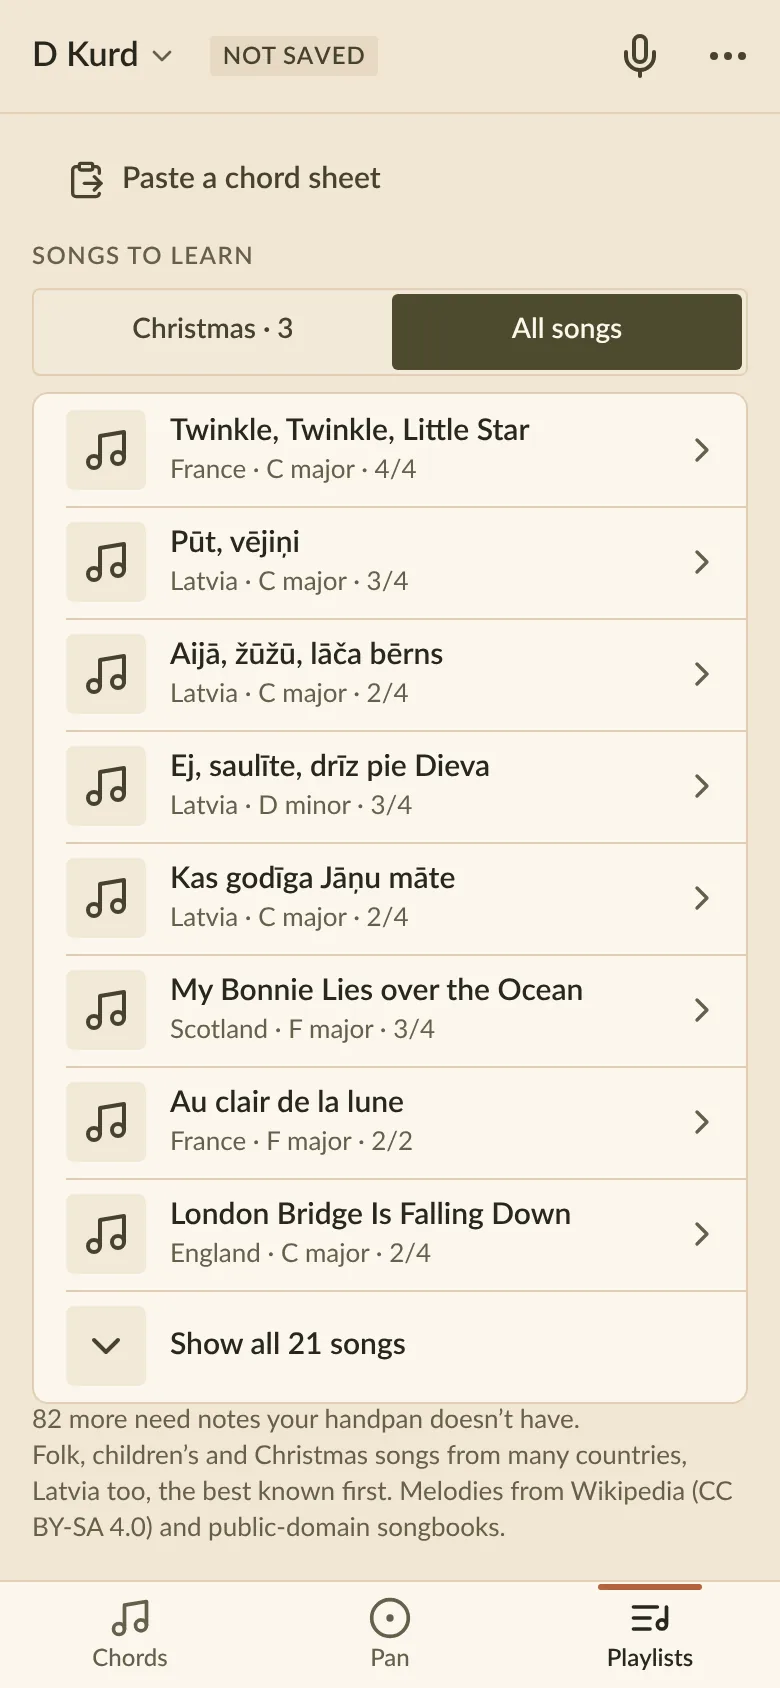 D Kurd
NOT SAVED
Paste a chord sheet
SONGS TO LEARN
Christmas · 3
All songs
Twinkle, Twinkle, Little Star
France · C major · 4/4
Pūt, vējiņi
Latvia · C major · 3/4
Aijā, žūžū, lāča bērns
Latvia · C major · 2/4
Ej, saulīte, drīz pie Dieva
Latvia · D minor · 3/4
Kas godīga Jāņu māte
Latvia · C major · 2/4
My Bonnie Lies over the Ocean
Scotland · F major · 3/4
Au clair de la lune
France · F major · 2/2
London Bridge Is Falling Down
England · C major · 2/4
Show all 21 songs
82 more need notes your handpan doesn’t have.
Folk, children’s and Christmas songs from many countries,
Latvia too, the best known first. Melodies from Wikipedia (CC
BY-SA 4.0) and public-domain songbooks.
Chords
Pan
Playlists